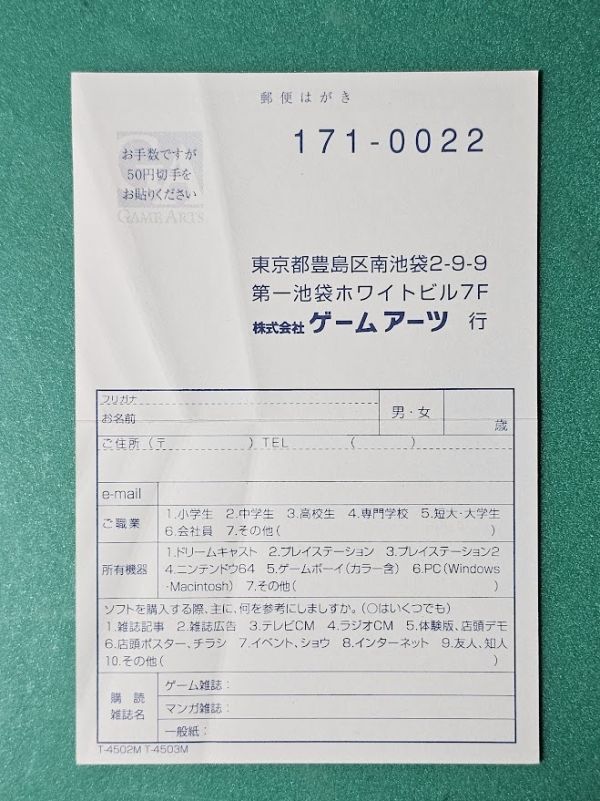 郵便はがき
171-0022
お手数ですが
50円切手を
お貼りください
GAME ARTS
東京都豊島区南池袋2-9-9
第一池袋ホワイトビル7F
株式会社 ゲームアーツ 行
フリガナ
お名前
男・女
歳
ご住所(〒 ) TEL ( )
e-mail
ご職業
1.小学生 2.中学生 3.高校生 4.専門学校 5.短大・大学生
6.会社員 7.その他( )
所有機器
1.ドリームキャスト 2.プレイステーション 3.プレイステーション2
4.ニンテンドウ64 5.ゲームボーイ(カラー含) 6.PC(Windows
・Macintosh) 7.その他( )
ソフトを購入する際、主に、何を参考にしますか。(○はいくつでも)
1.雑誌記事 2.雑誌広告 3.テレビCM 4.ラジオCM 5.体験版、店頭デモ
6.店頭ポスター、チラシ 7.イベント、ショウ 8.インターネット 9.友人、知人
10.その他( )
購読
雑誌名
ゲーム雑誌:
マンガ雑誌:
一般紙:
T-4502M T-4503M